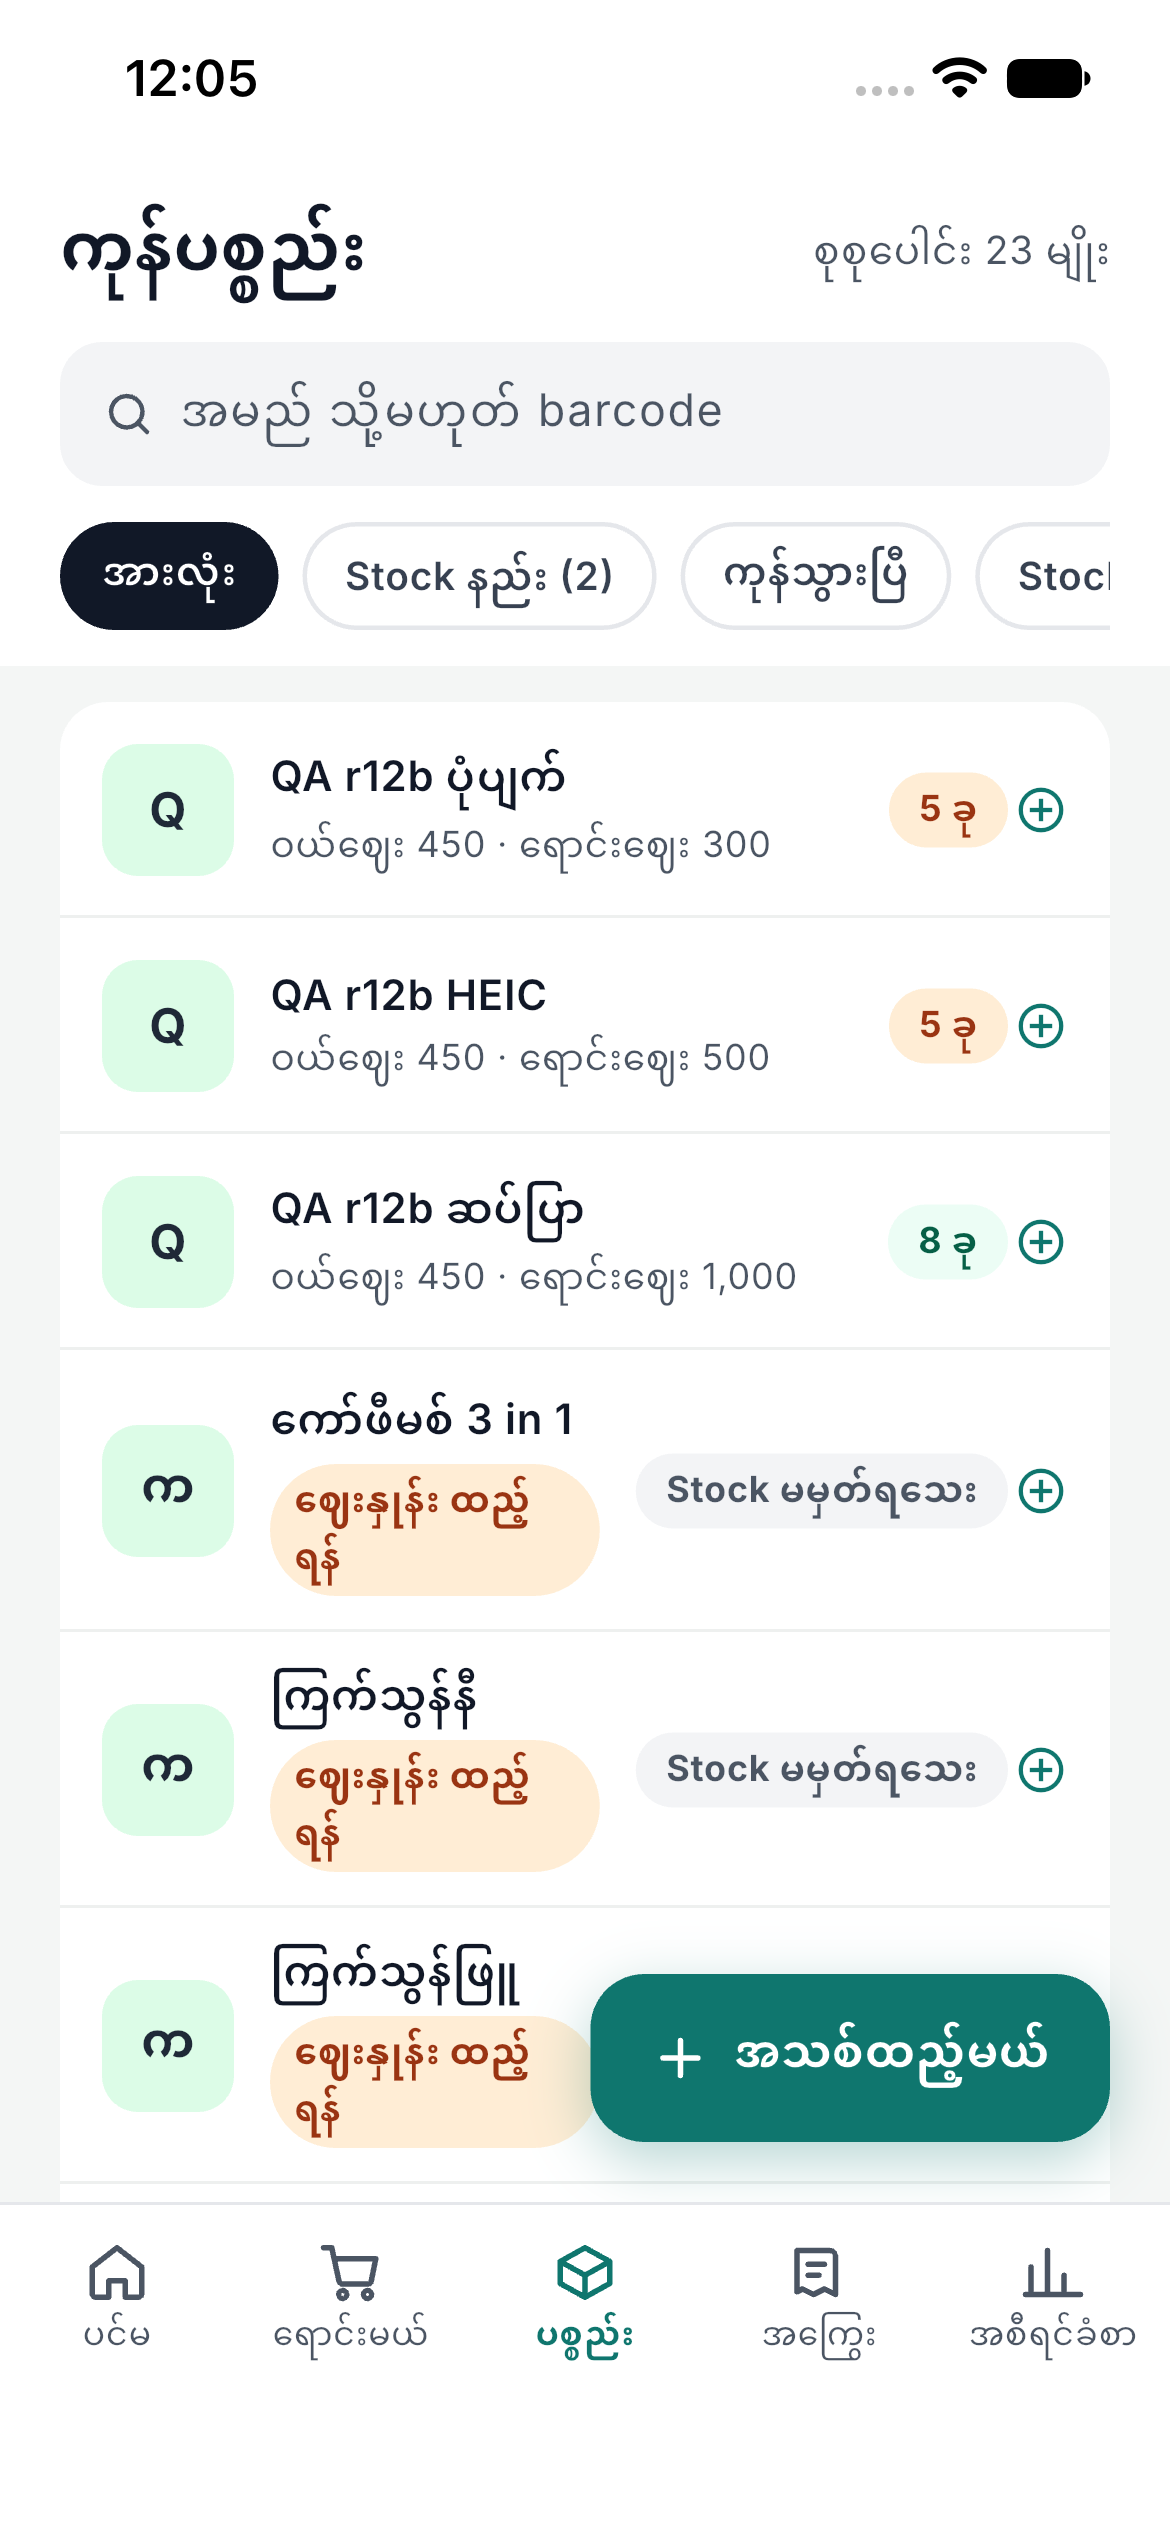 12:05
ကုန်ပစ္စည်း
စုစုပေါင်း 23 မျိုး
အမည် သို့မဟုတ် barcode
အားလုံး
Stock နည်း (2)
ကုန်သွားပြီ
Stoc
Q
QA r12b ပုံပျက်
ဝယ်ဈေး 450 · ရောင်းဈေး 300
5 ခု
Q
QA r12b HEIC
ဝယ်ဈေး 450 · ရောင်းဈေး 500
5 ခု
Q
QA r12b ဆပ်ပြာ
ဝယ်ဈေး 450 · ရောင်းဈေး 1,000
8 ခု
က
ကော်ဖီမစ် 3 in 1
ဈေးနှုန်း ထည့်
ရန်
Stock မမှတ်ရသေး
က
ကြက်သွန်နီ
ဈေးနှုန်း ထည့်
ရန်
Stock မမှတ်ရသေး
က
ကြက်သွန်ဖြူ
ဈေးနှုန်း ထည့်
ရန်
+ အသစ်ထည့်မယ်
ပင်မ
ရောင်းမယ်
ပစ္စည်း
အကြွေး
အစီရင်ခံစာ